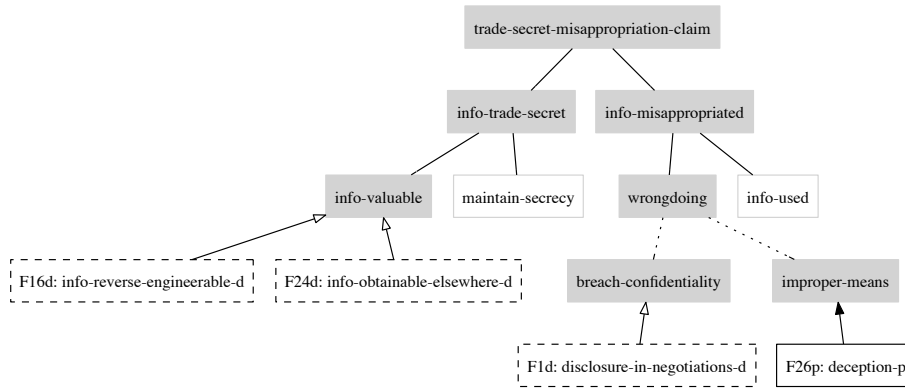 trade-secret-misappropriation-claim
info-trade-secret
info-misappropriated
info-valuable
maintain-secrecy
wrongdoing
info-used
F16d: info-reverse-engineerable-d
F24d: info-obtainable-elsewhere-d
breach-confidentiality
improper-means
F1d: disclosure-in-negotiations-d
F26p: deception-p